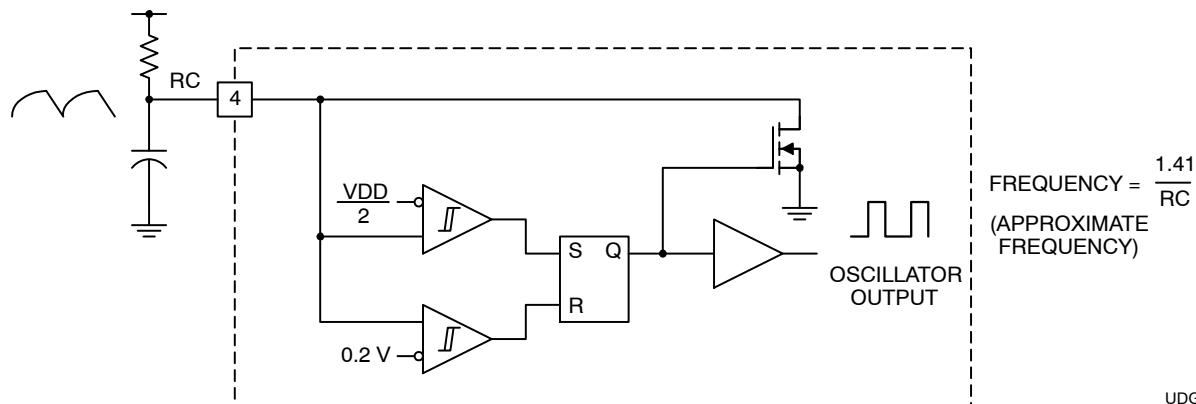 RC
4
VDD
2
0.2 V
S Q
R
OSCILLATOR
OUTPUT
FREQUENCY = 1.41
RC
(APPROXIMATE
FREQUENCY)
UDG